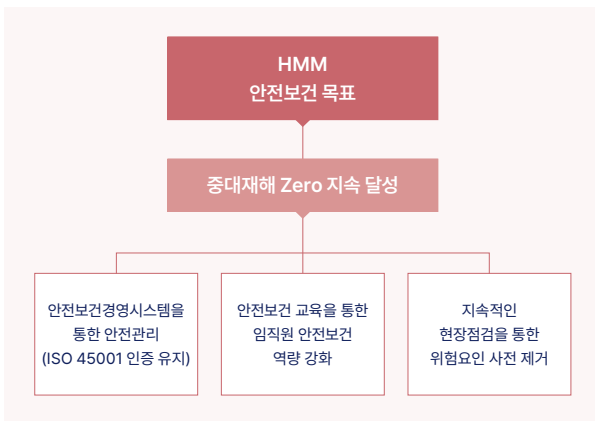 HMM
안전보건 목표
중대재해 Zero 지속 달성
안전보건경영시스템을
통한 안전관리
(ISO 45001 인증 유지)
안전보건 교육을 통한
임직원 안전보건
역량 강화
지속적인
현장점검을 통한
위험요인 사전 제거